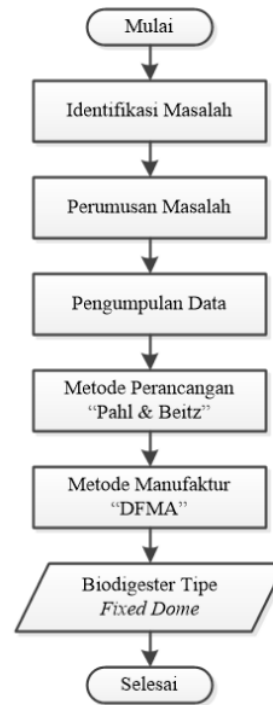 Mulai
Identifikasi Masalah
Perumusan Masalah
Pengumpulan Data
Metode Perancangan
“Pahl & Beitz”
Metode Manufaktur
“DFMA”
Biodigester Tipe
Fixed Dome
Selesai